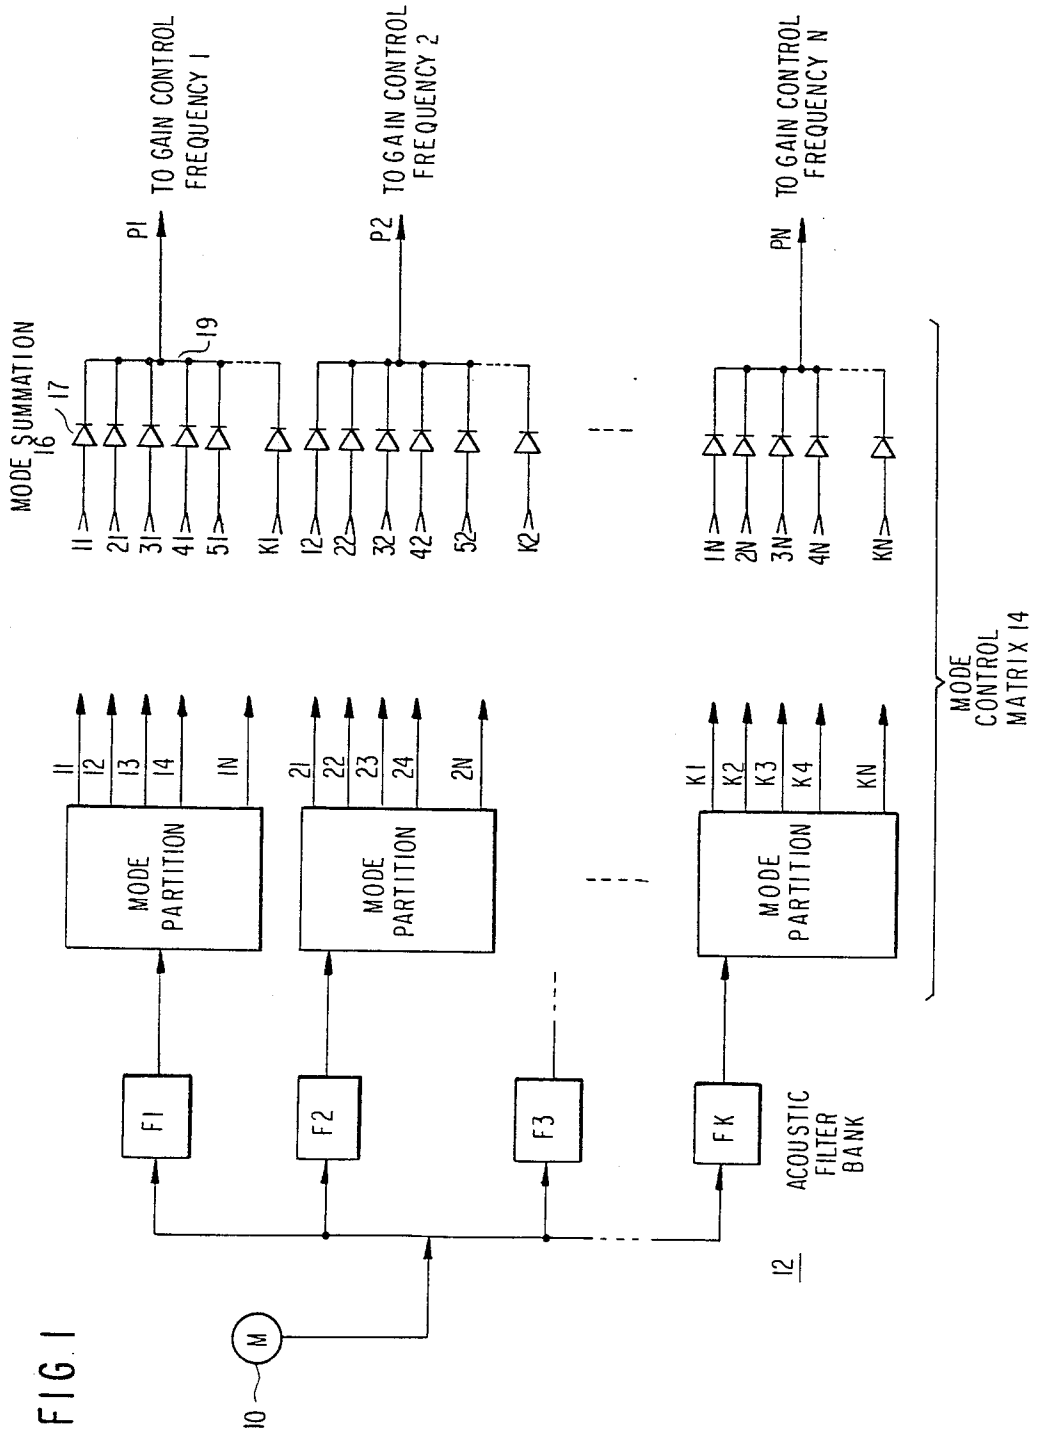 FIG. 1
10
M
12
ACOUSTIC
FILTER
BANK
F1
F2
F3
FK
MODE
PARTITION
MODE
PARTITION
MODE
PARTITION
11
12
13
14
1N
21
22
23
24
2N
K1
K2
K3
K4
KN
MODE SUMMATION
16
17
19
11
21
31
41
51
K1
12
22
32
42
52
K2
1N
2N
3N
4N
KN
P1
TO GAIN CONTROL
FREQUENCY 1
P2
TO GAIN CONTROL
FREQUENCY 2
PN
TO GAIN CONTROL
FREQUENCY N
MODE
CONTROL
MATRIX 14